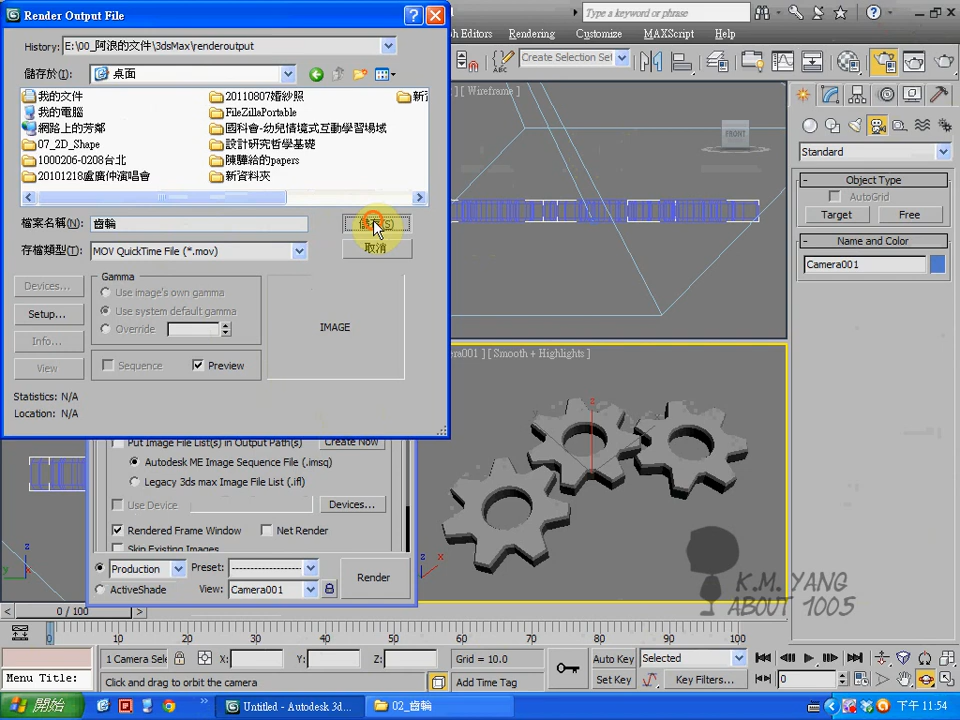 Render Output File
Type a keyword or phrase
History: E:\00_阿浪的文件\3dsMax\renderoutput
ph Editors Rendering Customize MAXScript Help
儲存於(I): 桌面
Create Selection Set
我的文件 20110807婚紗照
我的電腦 FileZillaPortable
網路上的芳鄰 國科會-幼兒情境式互動學習場域
07_2D_Shape 設計研究哲學基礎
1000206-0208台北 陳驊給的papers
20101218盧廣仲演唱會 新資料夾
[ Wireframe ]
FRONT
Standard
Object Type
AutoGrid
Target Free
Name and Color
Camera001
檔案名稱(N): 齒輪
儲存(S)
存檔類型(T): MOV QuickTime File (*.mov)
取消
Devices...
Setup...
Info...
View
Gamma
Use image's own gamma
Use system default gamma
Override
Sequence Preview
IMAGE
Statistics: N/A
Location: N/A
[ Smooth + Highlights ]
Put Image File List(s) in Output Path(s) Create Now
Autodesk ME Image Sequence File (.imsq)
Legacy 3ds max Image File List (.ifl)
Use Device Devices...
Rendered Frame Window Net Render
Skip Existing Images
Production Preset: --------------------
ActiveShade View: Camera001
Render
z
x
z
x
z
y
K.M. YANG
ABOUT 1005
0 / 100
0 10 20 30 40 50 60 70 80 90 100
1 Camera Sele X: Y: Z: Grid = 10.0
Auto Key Selected
Menu Title:
Click and drag to orbit the camera
Add Time Tag
Set Key Key Filters...
0
開始
Untitled - Autodesk 3d...
02_齒輪
下午 11:54